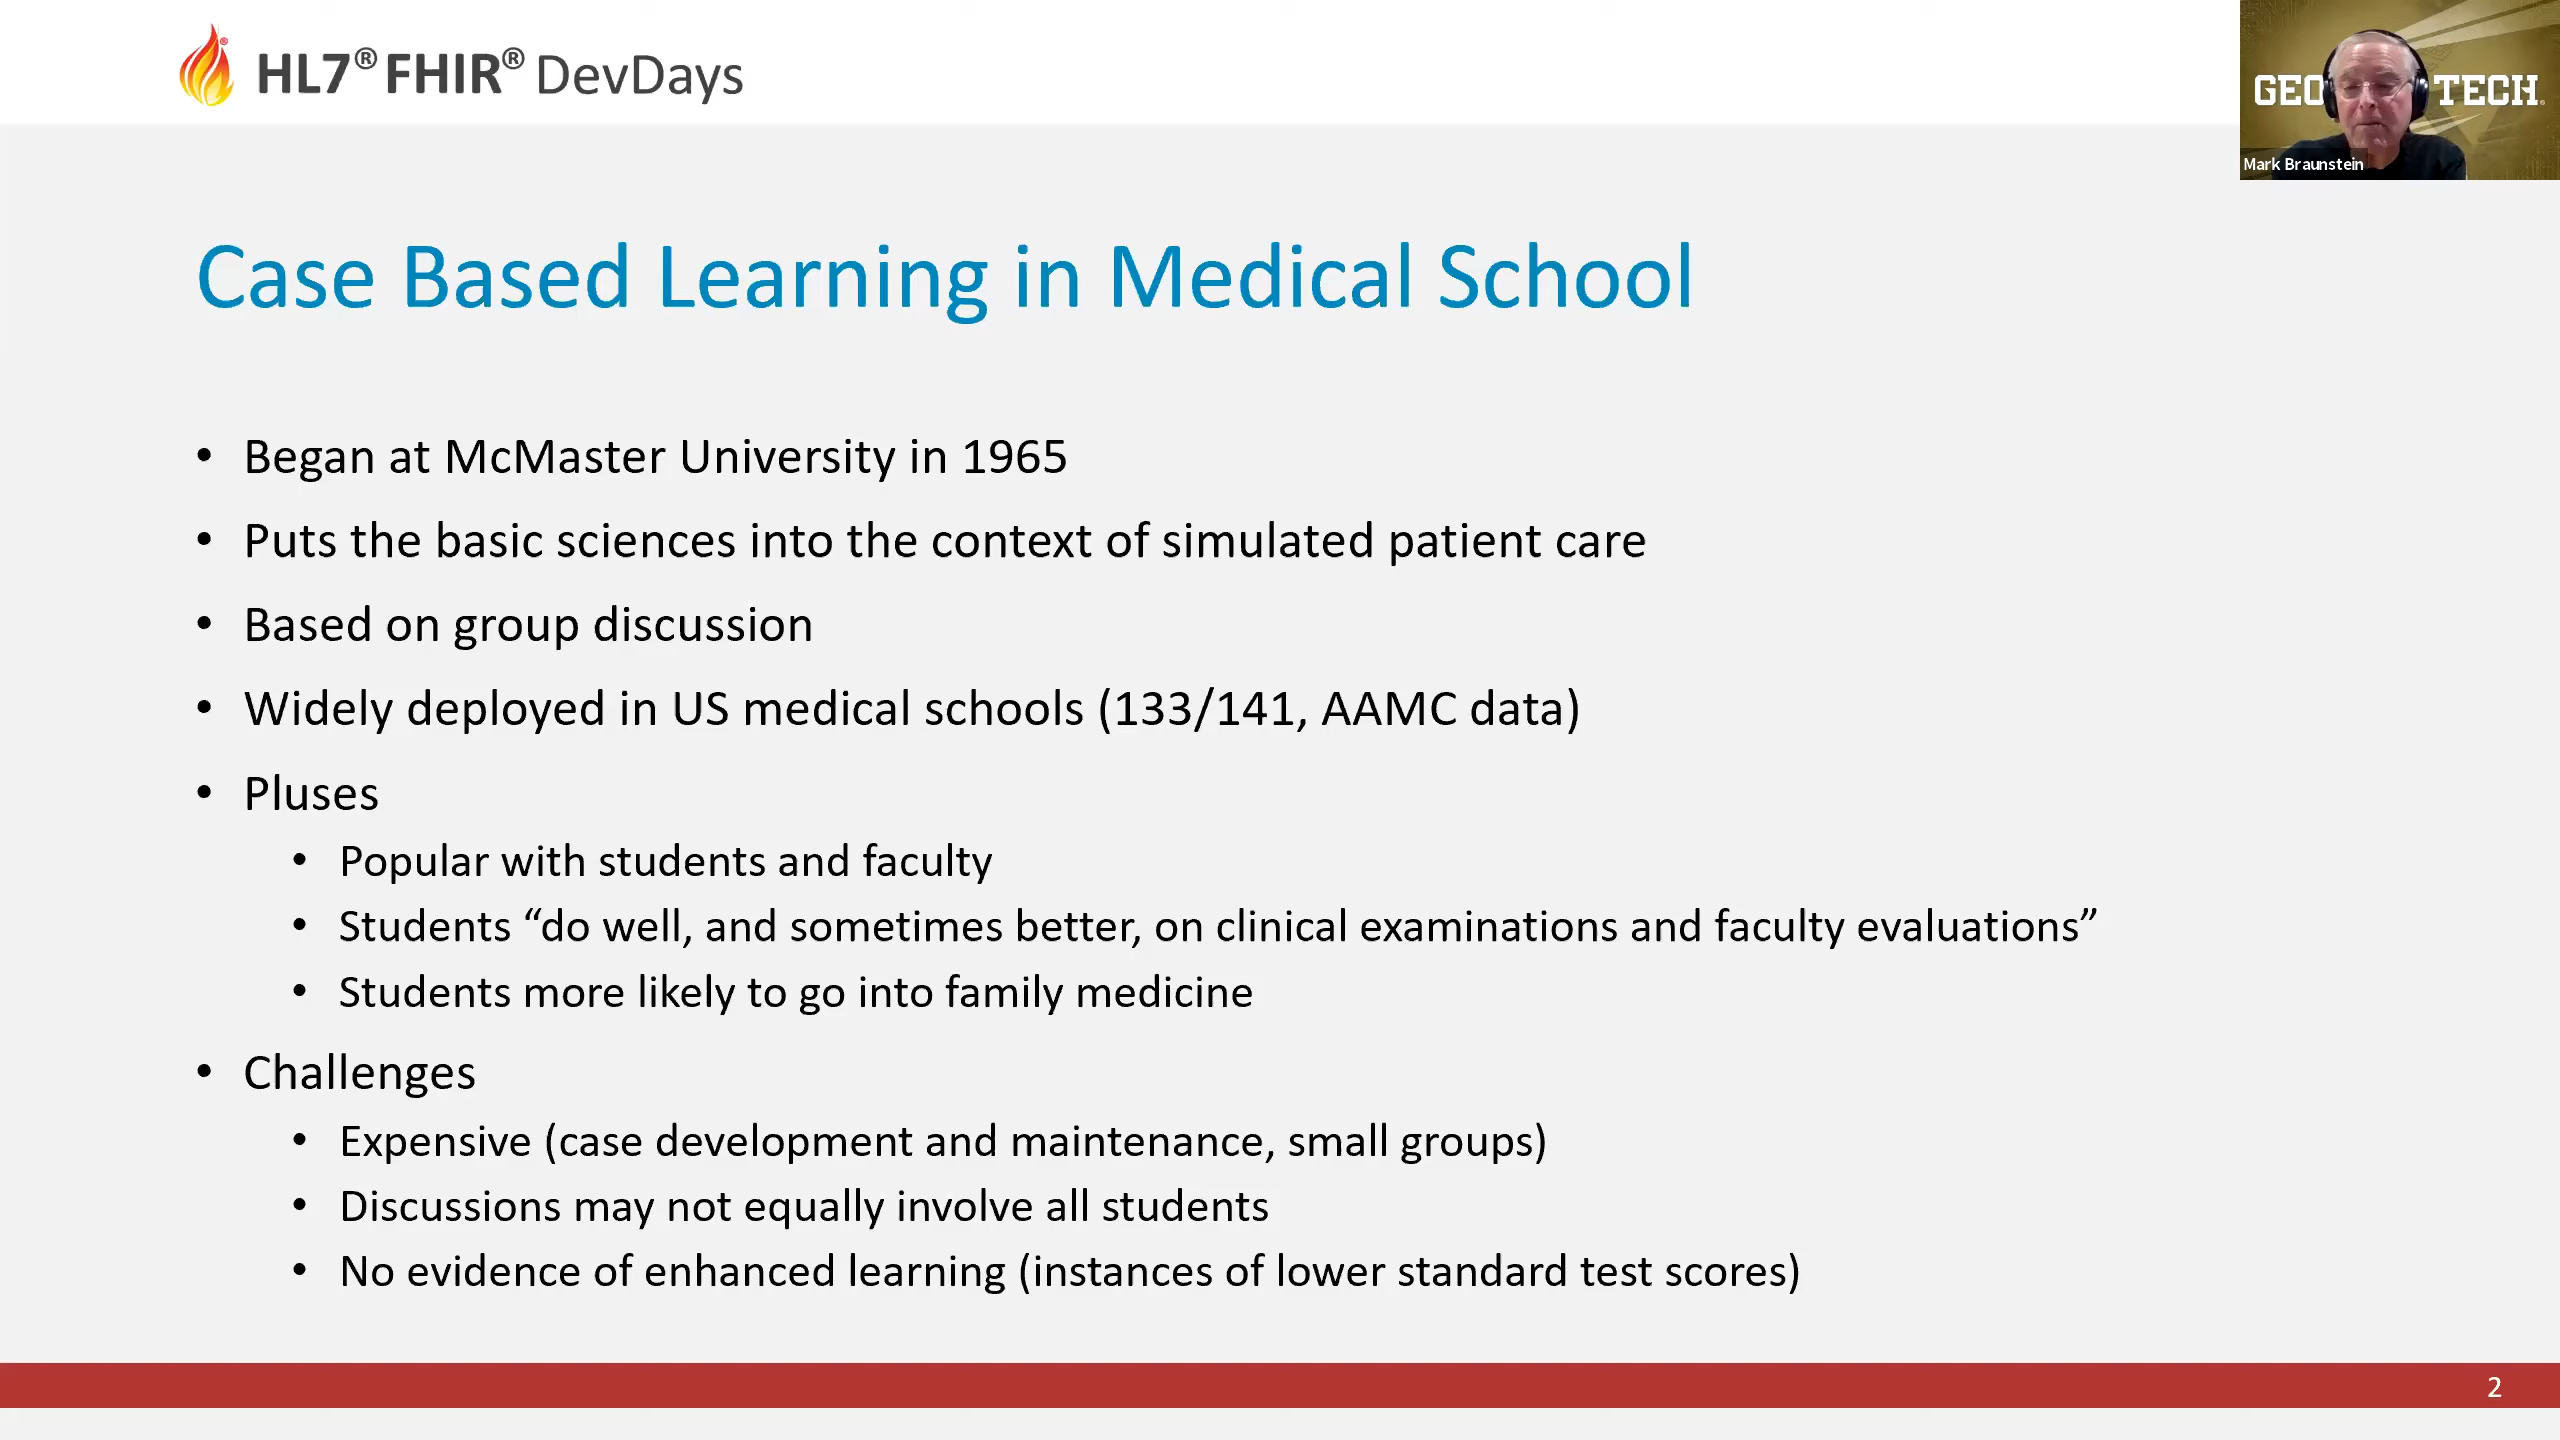 HL7® FHIR® DevDays
GEO TECH®
Mark Braunstein
Case Based Learning in Medical School
• Began at McMaster University in 1965
• Puts the basic sciences into the context of simulated patient care
• Based on group discussion
• Widely deployed in US medical schools (133/141, AAMC data)
• Pluses
• Popular with students and faculty
• Students “do well, and sometimes better, on clinical examinations and faculty evaluations”
• Students more likely to go into family medicine
• Challenges
• Expensive (case development and maintenance, small groups)
• Discussions may not equally involve all students
• No evidence of enhanced learning (instances of lower standard test scores)
2